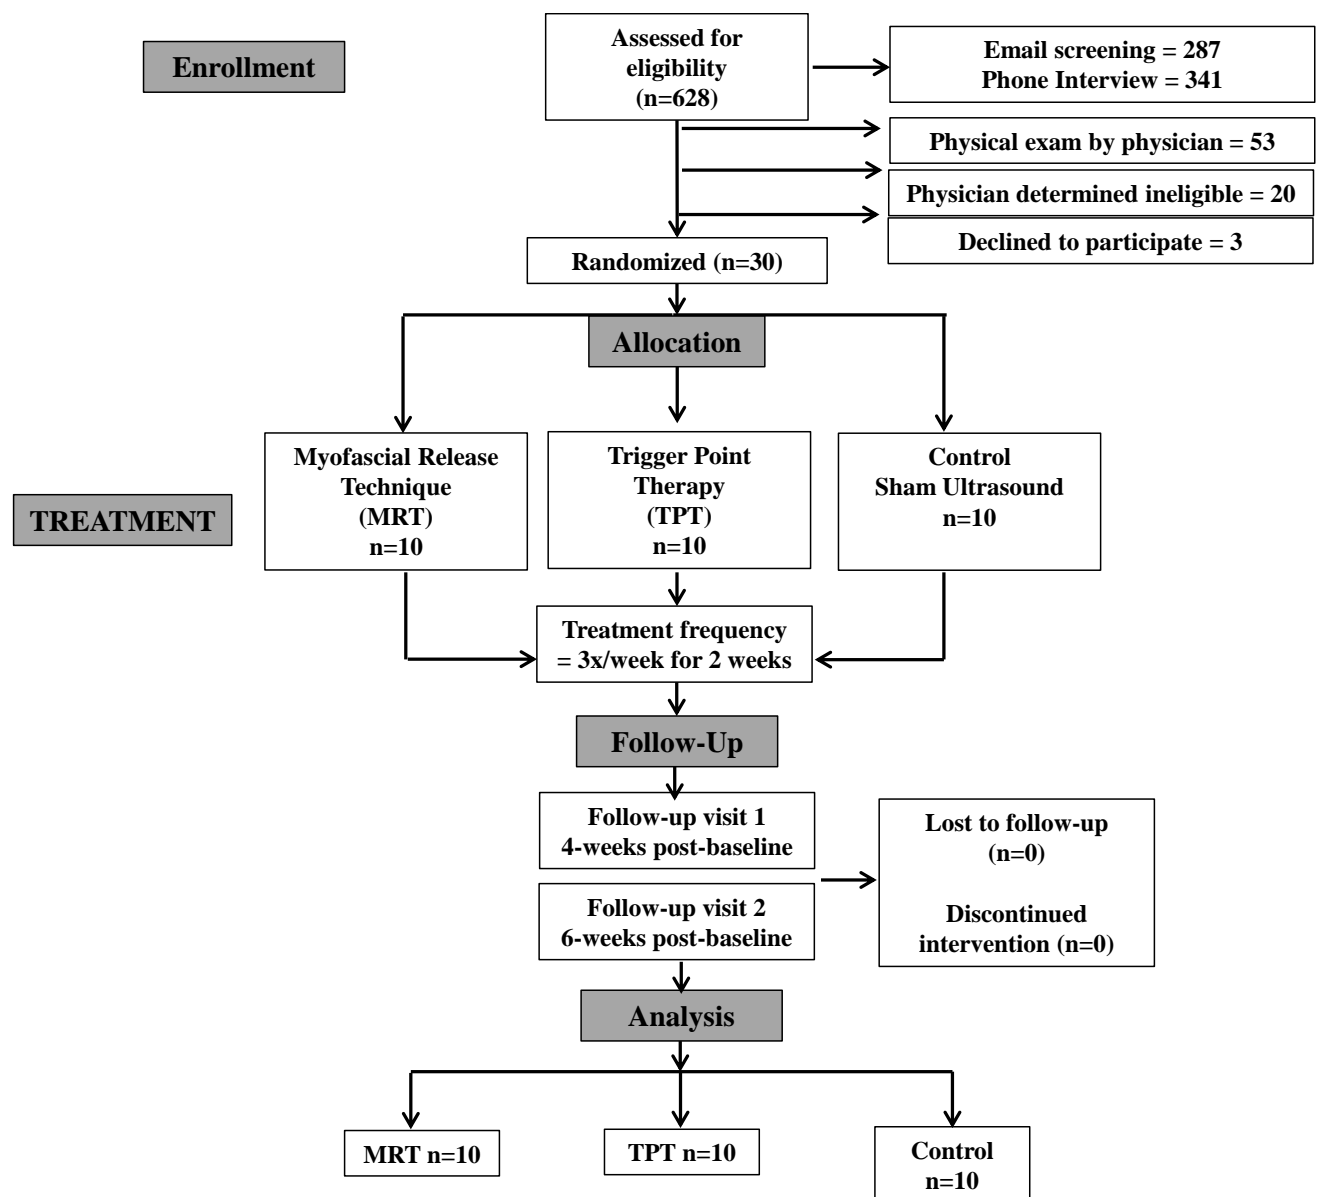 Enrollment
Assessed for
eligibility
(n=628)
Email screening = 287
Phone Interview = 341
Physical exam by physician = 53
Physician determined ineligible = 20
Declined to participate = 3
Randomized (n=30)
Allocation
TREATMENT
Myofascial Release
Technique
(MRT)
n=10
Trigger Point
Therapy
(TPT)
n=10
Control
Sham Ultrasound
n=10
Treatment frequency
= 3x/week for 2 weeks
Follow-Up
Follow-up visit 1
4-weeks post-baseline
Follow-up visit 2
6-weeks post-baseline
Lost to follow-up
(n=0)
Discontinued
intervention (n=0)
Analysis
MRT n=10
TPT n=10
Control
n=10